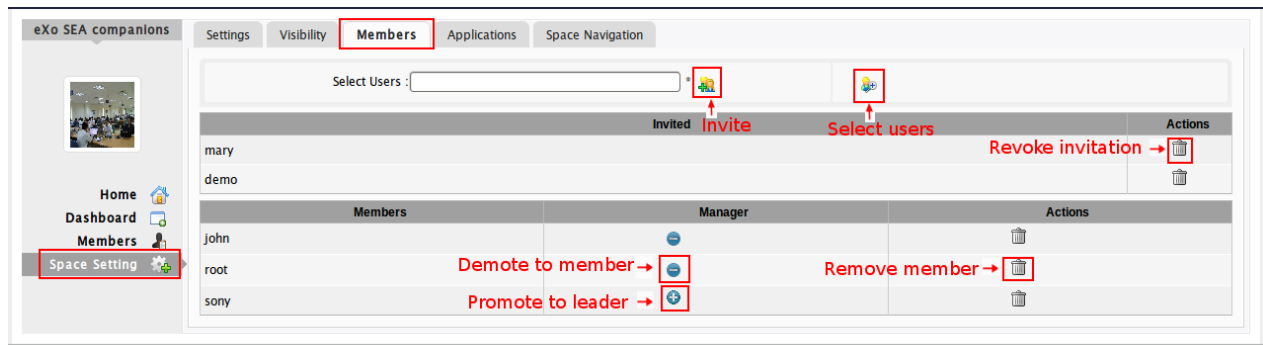 eXo SEA companions
Settings Visibility Members Applications Space Navigation
Select Users : *
Invite Select users
Invited Actions
mary Revoke invitation
demo
Home
Dashboard
Members
Space Setting
Members Manager Actions
john
root Demote to member Remove member
sony Promote to leader